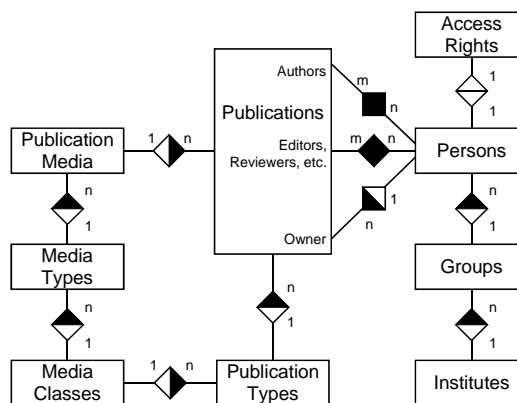 Access
Rights
Authors
m
1
Publications
n
1
Publication
Media
1
n
Editors,
Reviewers, etc.
m
n
Persons
n
1
n
1
Owner
n
1
Media
Types
Groups
n
1
n
1
n
1
Media
Classes
1
n
Publication
Types
Institutes